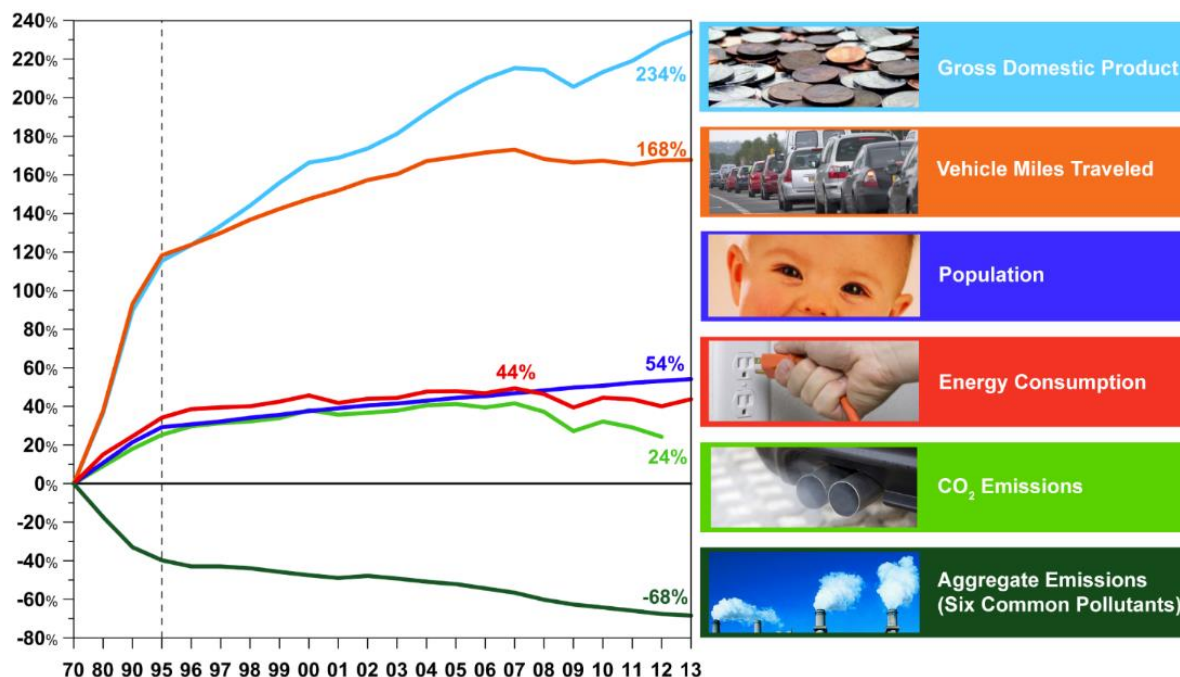 240%
220%
200%
180%
160%
140%
120%
100%
80%
60%
40%
20%
0%
-20%
-40%
-60%
-80%
70 80 90 95 96 97 98 99 00 01 02 03 04 05 06 07 08 09 10 11 12 13
234%
168%
54%
44%
24%
-68%
Gross Domestic Product
Vehicle Miles Traveled
Population
Energy Consumption
CO₂ Emissions
Aggregate Emissions
(Six Common Pollutants)